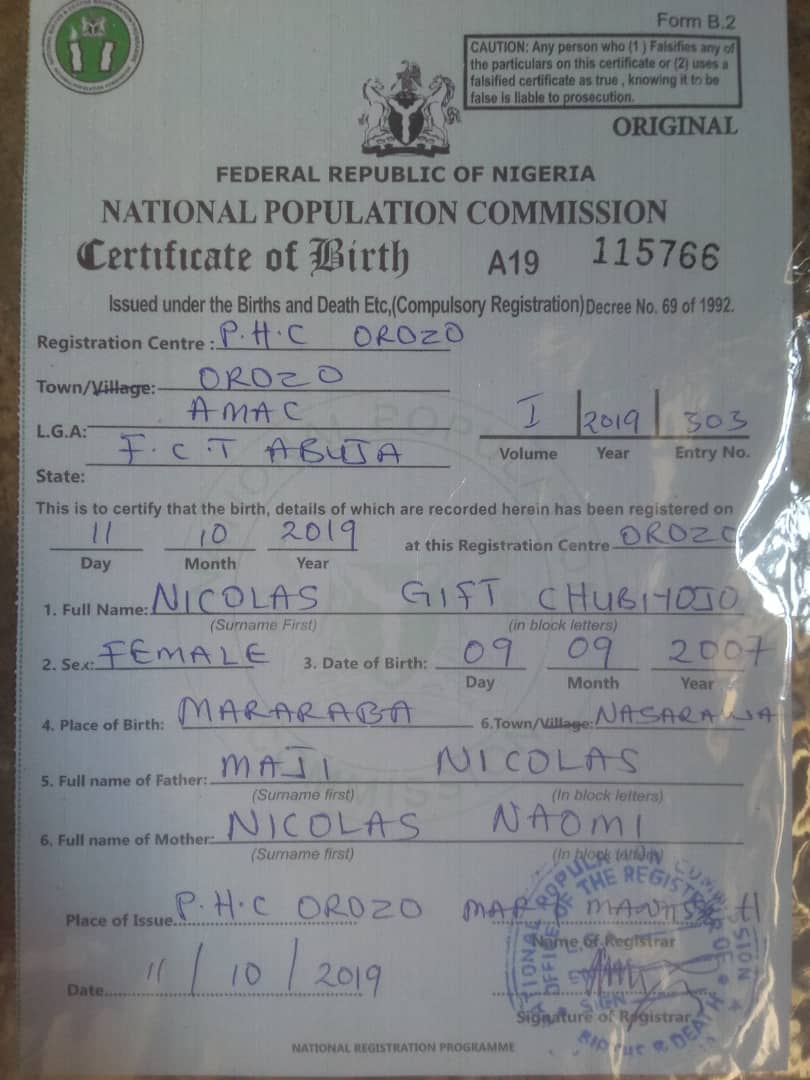 Form B.2
CAUTION: Any person who (1) Falsifies any of
the particulars on this certificate or (2) uses a
falsified certificate as true, knowing it to be
false is liable to prosecution.
ORIGINAL
FEDERAL REPUBLIC OF NIGERIA
NATIONAL POPULATION COMMISSION
Certificate of Birth A19 115766
Issued under the Births and Death Etc,(Compulsory Registration) Decree No. 69 of 1992.
Registration Centre : P.H.C OROZO
Town/Village: OROZO
AMAC
L.G.A:
F.C.T ABUJA
State:
I 2019 303
Volume Year Entry No.
This is to certify that the birth, details of which are recorded herein has been registered on
11 10 2019 at this Registration Centre OROZO
Day Month Year
1. Full Name: NICOLAS GIFT CHUBIYOJO
(Surname First) (in block letters)
2. Sex: FEMALE 3. Date of Birth: 09 09 2007
Day Month Year
4. Place of Birth: MARARABA 6.Town/Village: NASARAWA
5. Full name of Father: MAJI NICOLAS
(Surname first) (In block letters)
6. Full name of Mother: NICOLAS NAOMI
(Surname first) (In block letters)
Place of Issue P.H.C OROZO
Name Of Registrar
Date 11/10/2019
Signature of Registrar
NATIONAL REGISTRATION PROGRAMME